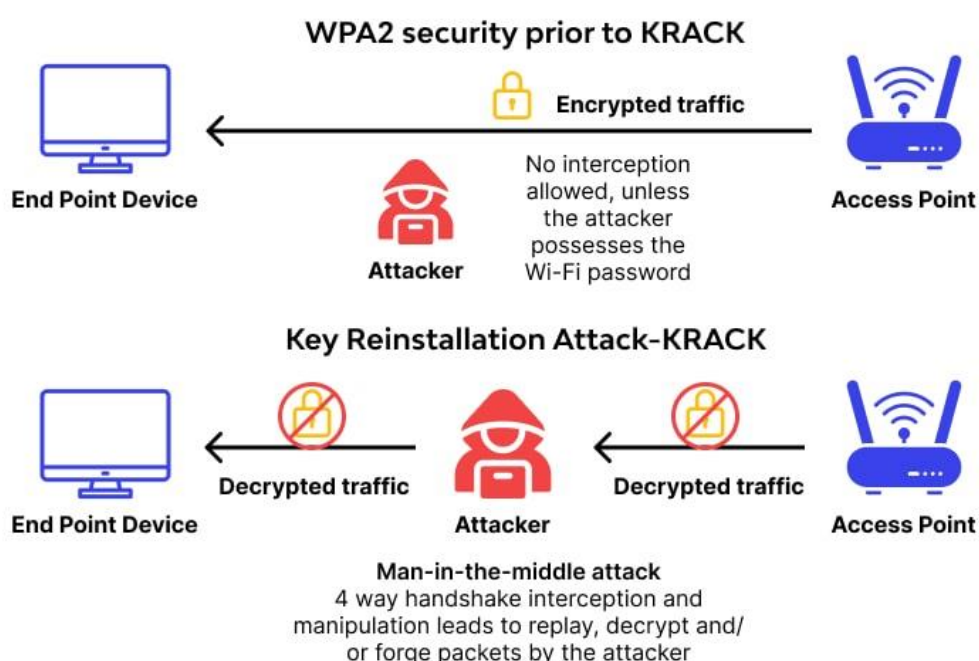 WPA2 security prior to KRACK
Encrypted traffic
End Point Device
Attacker
No interception
allowed, unless
the attacker
possesses the
Wi-Fi password
Access Point
Key Reinstallation Attack-KRACK
Decrypted traffic
Decrypted traffic
End Point Device
Attacker
Access Point
Man-in-the-middle attack
4 way handshake interception and
manipulation leads to replay, decrypt and/
or forge packets by the attacker